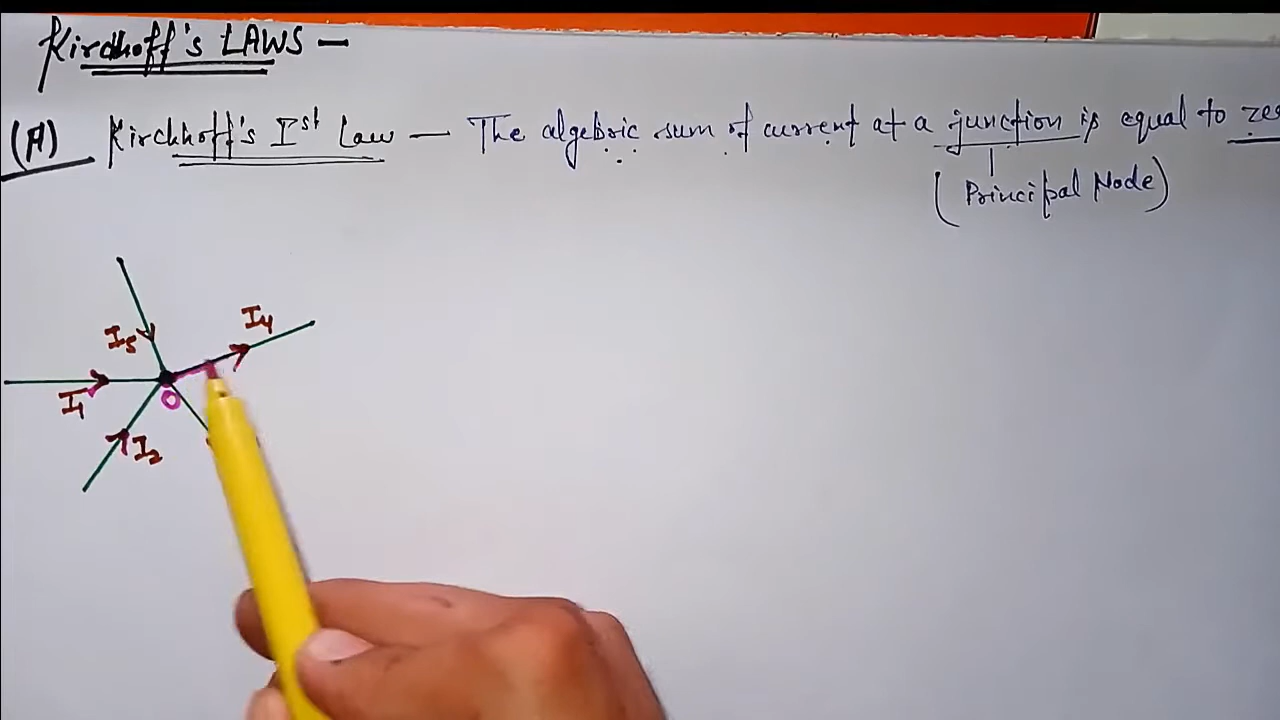 Kirchhoff's LAWS —
(A) Kirchhoff's Ist Law — The algebric sum of current at a junction is equal to
(Principal Node)
I5
I4
I1
O
I2